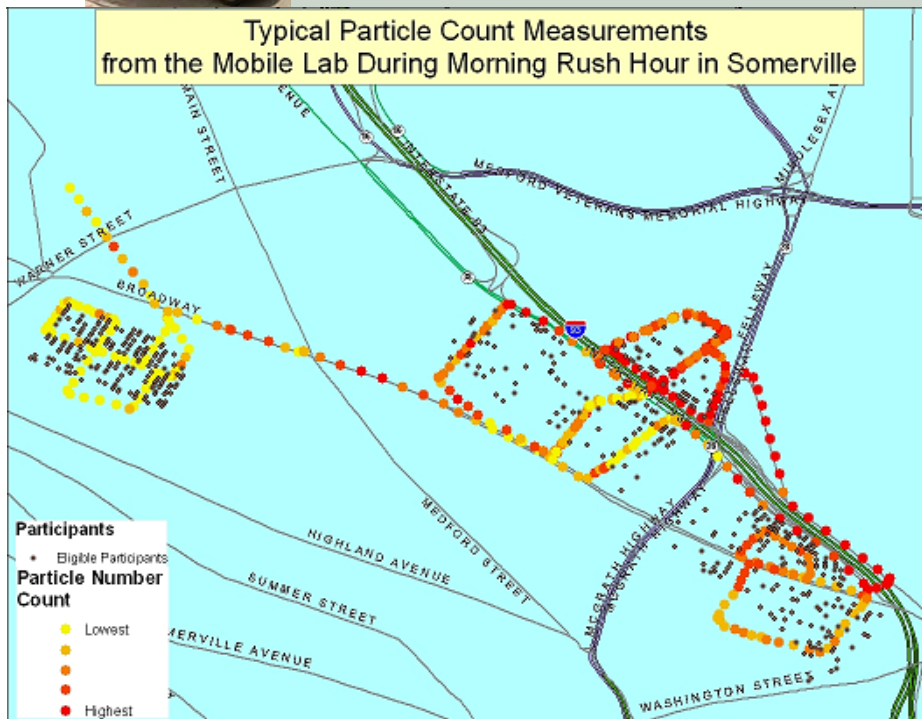 Typical Particle Count Measurements
from the Mobile Lab During Morning Rush Hour in Somerville
MAIN STREET
ENUE
INTERSTATE 93
MEDFORD VETERANS MEMORIAL HIGHWAY
MIDDLESEX A
WARNER STREET
BROADWAY
FELLSWAY
93
28
MEDFORD STREET
MCGRATH HIGHWAY
HIGHLAND AVENUE
SUMMER STREET
MERVILLE AVENUE
WASHINGTON STREET
Participants
Eligible Participants
Particle Number
Count
Lowest
Highest